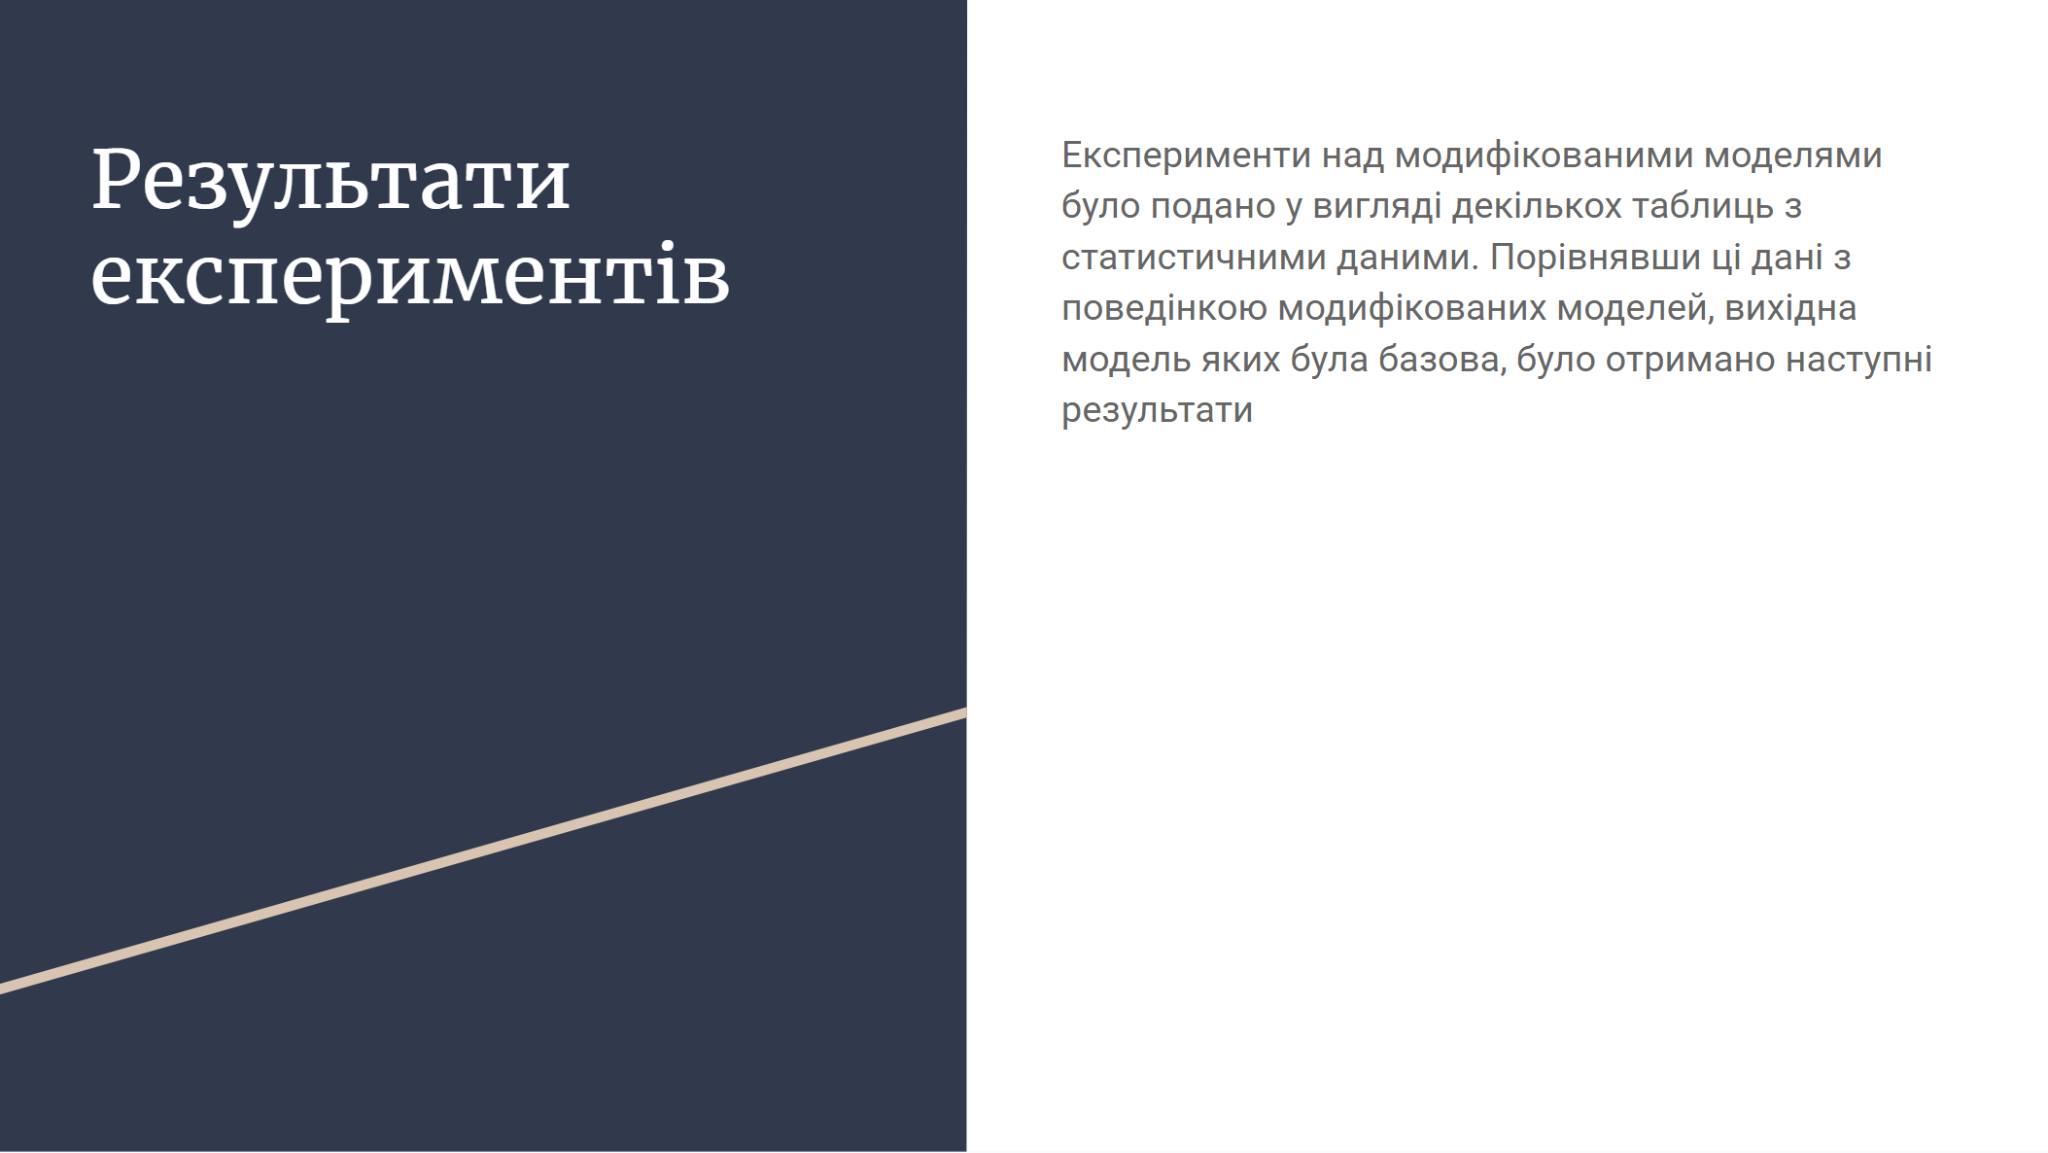 Результати
експериментів
Експерименти над модифікованими моделями
було подано у вигляді декількох таблиць з
статистичними даними. Порівнявши ці дані з
поведінкою модифікованих моделей, вихідна
модель яких була базова, було отримано наступні
результати